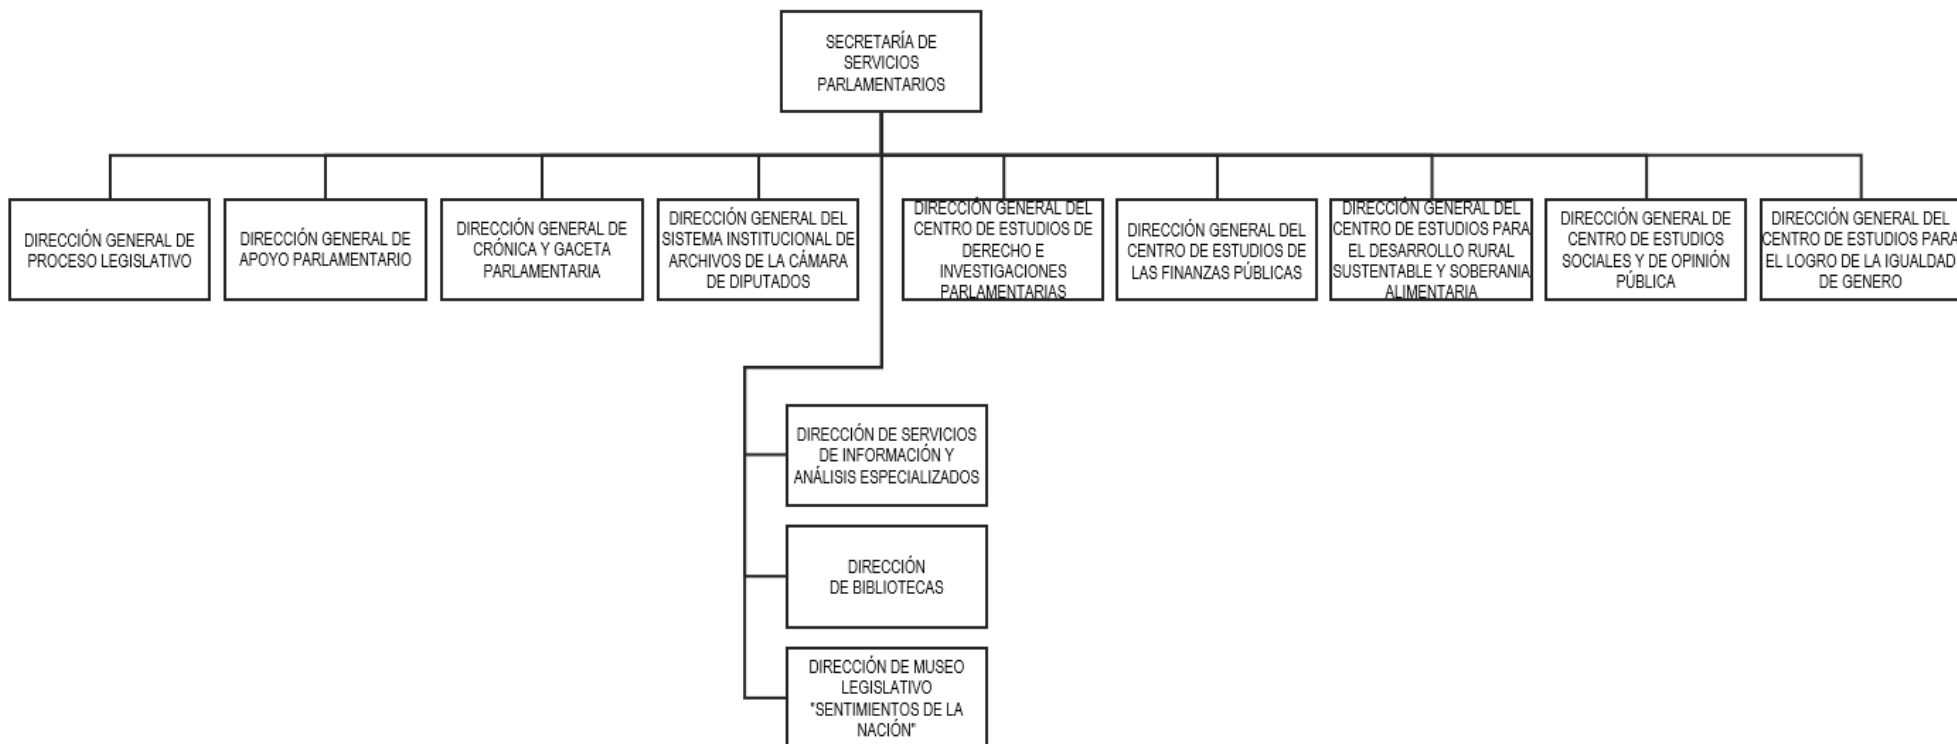 SECRETARÍA DE
SERVICIOS
PARLAMENTARIOS
DIRECCIÓN GENERAL DE
PROCESO LEGISLATIVO
DIRECCIÓN GENERAL DE
APOYO PARLAMENTARIO
DIRECCIÓN GENERAL DE
CRÓNICA Y GACETA
PARLAMENTARIA
DIRECCIÓN GENERAL DEL
SISTEMA INSTITUCIONAL DE
ARCHIVOS DE LA CÁMARA
DE DIPUTADOS
DIRECCIÓN GENERAL DEL
CENTRO DE ESTUDIOS DE
DERECHO E
INVESTIGACIONES
PARLAMENTARIAS
DIRECCIÓN GENERAL DEL
CENTRO DE ESTUDIOS DE
LAS FINANZAS PÚBLICAS
DIRECCIÓN GENERAL DEL
CENTRO DE ESTUDIOS PARA
EL DESARROLLO RURAL
SUSTENTABLE Y SOBERANIA
ALIMENTARIA
DIRECCIÓN GENERAL DE
CENTRO DE ESTUDIOS
SOCIALES Y DE OPINIÓN
PÚBLICA
DIRECCIÓN GENERAL DEL
CENTRO DE ESTUDIOS PARA
EL LOGRO DE LA IGUALDAD
DE GENERO
DIRECCIÓN DE SERVICIOS
DE INFORMACIÓN Y
ANÁLISIS ESPECIALIZADOS
DIRECCIÓN
DE BIBLIOTECAS
DIRECCIÓN DE MUSEO
LEGISLATIVO
"SENTIMIENTOS DE LA
NACIÓN"